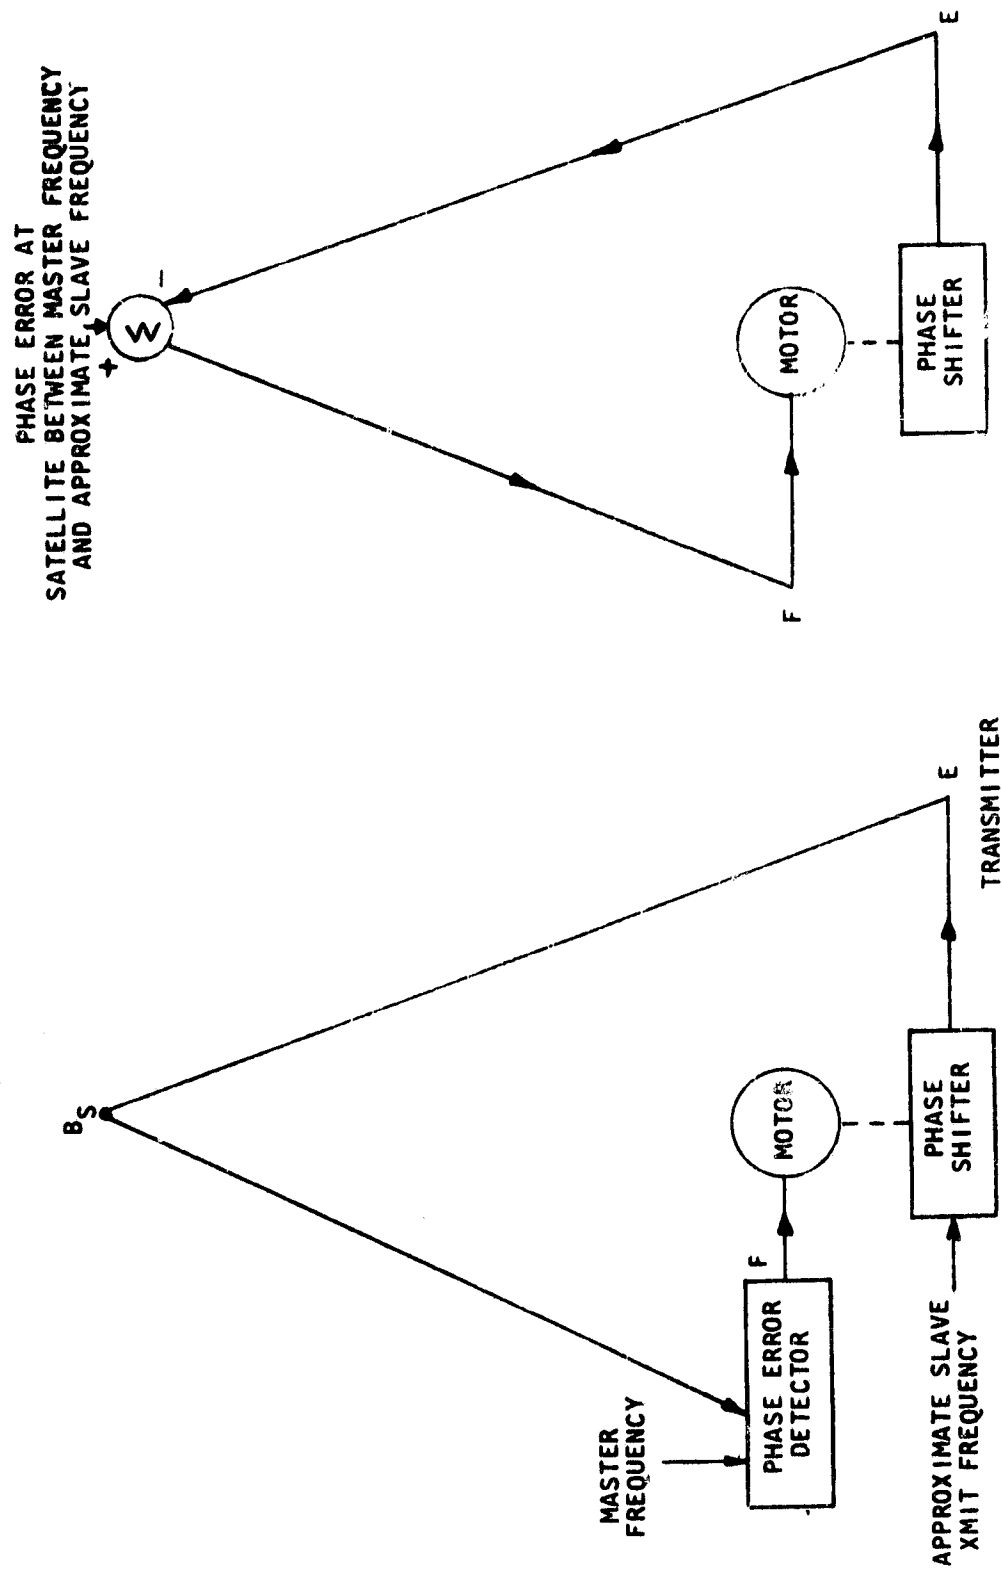 B
S
MASTER
FREQUENCY
PHASE ERROR
DETECTOR
F
MOTOR
APPROXIMATE SLAVE
XMIT FREQUENCY
PHASE
SHIFTER
E
TRANSMITTER
PHASE ERROR AT
SATELLITE BETWEEN MASTER FREQUENCY
AND APPROXIMATE SLAVE FREQUENCY
+
Σ
−
F
MOTOR
PHASE
SHIFTER
E